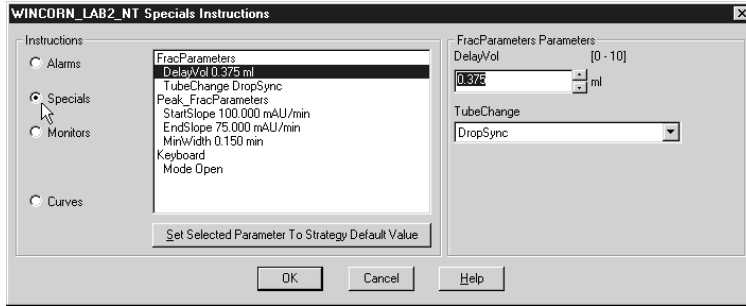 WINCORN_LAB2_NT Specials Instructions
Instructions
Alarms
Specials
Monitors
Curves
FracParameters
DelayVol 0.375 ml
TubeChange DropSync
Peak_FracParameters
StartSlope 100.000 mAU/min
EndSlope 75.000 mAU/min
MinWidth 0.150 min
Keyboard
Mode Open
Set Selected Parameter To Strategy Default Value
FracParameters Parameters
DelayVol [0 - 10]
0.375 ml
TubeChange
DropSync
OK Cancel Help